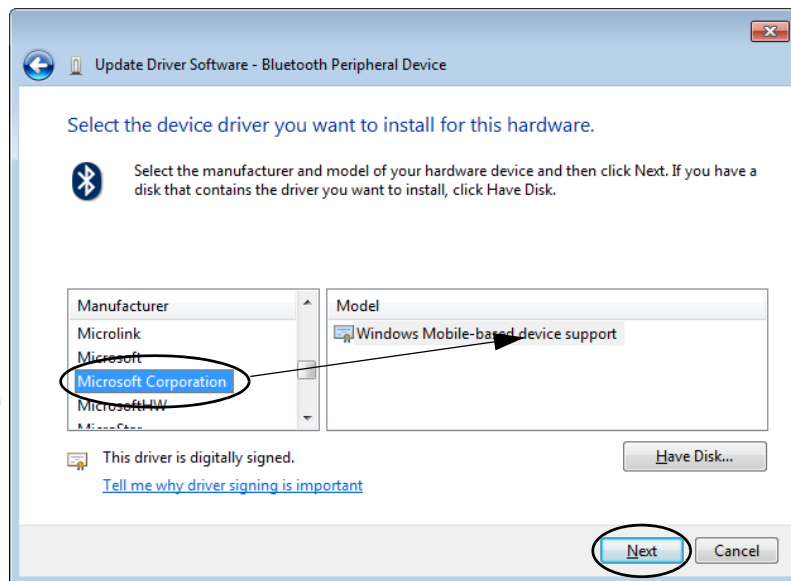 Update Driver Software - Bluetooth Peripheral Device
Select the device driver you want to install for this hardware.
Select the manufacturer and model of your hardware device and then click Next. If you have a
disk that contains the driver you want to install, click Have Disk.
Manufacturer
Microlink
Microsoft
Microsoft Corporation
MicrosoftHW
MicroStar
Model
Windows Mobile-based device support
This driver is digitally signed.
Tell me why driver signing is important
Have Disk...
Next
Cancel